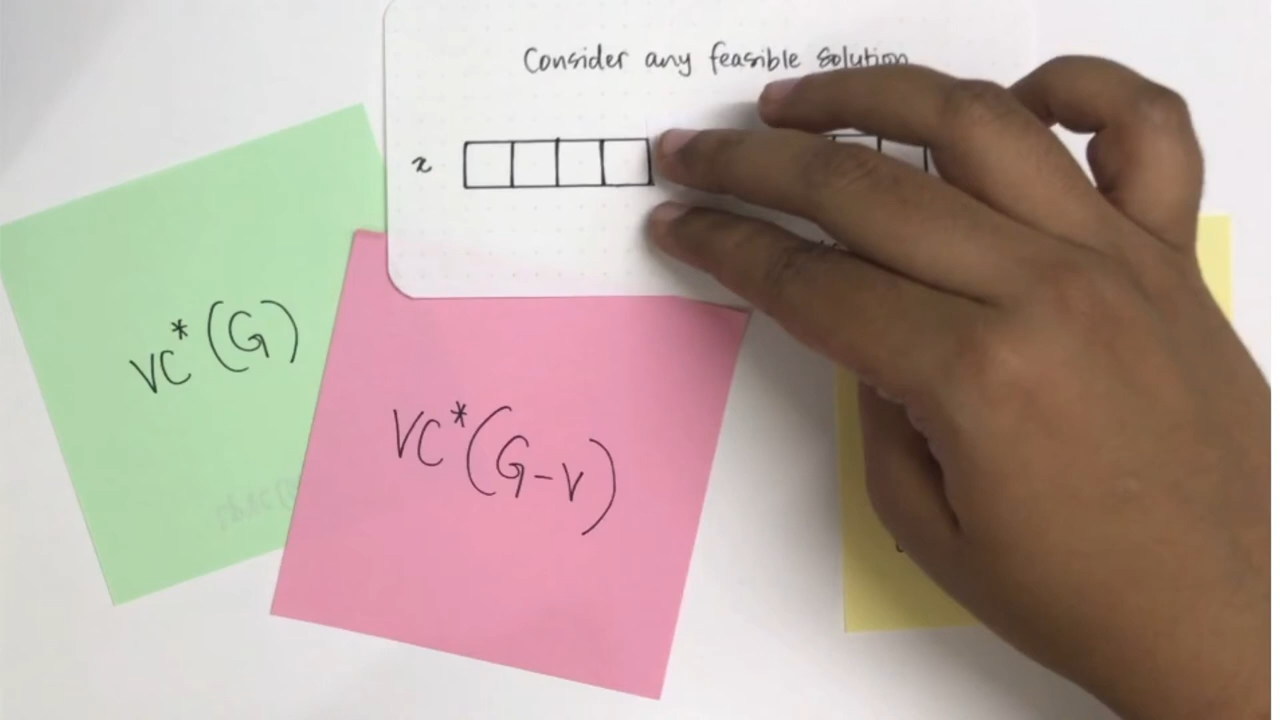 Consider any feasible solution
x
VC*(G)
VC*(G-v)